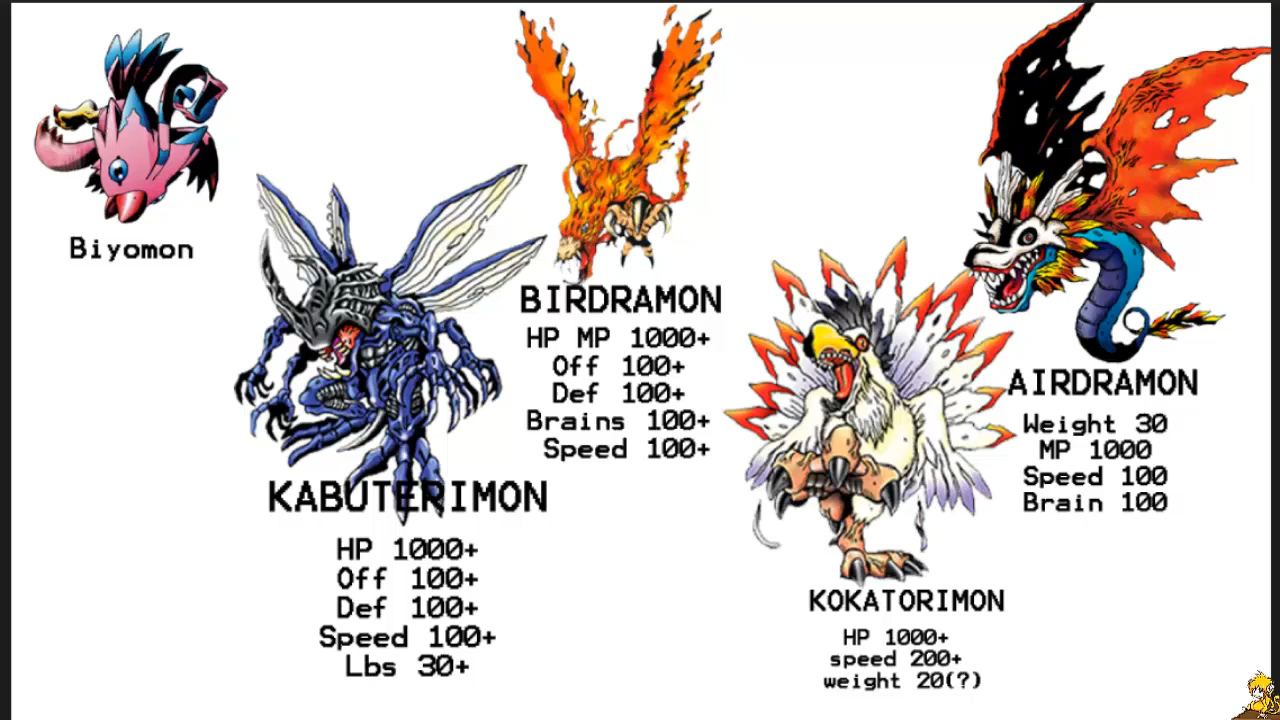 Biyomon
BIRDRAMON
HP MP 1000+
Off 100+
Def 100+
Brains 100+
Speed 100+
KABUTERIMON
HP 1000+
Off 100+
Def 100+
Speed 100+
Lbs 30+
AIRDRAMON
Weight 30
MP 1000
Speed 100
Brain 100
KOKATORIMON
HP 1000+
speed 200+
weight 20(?)